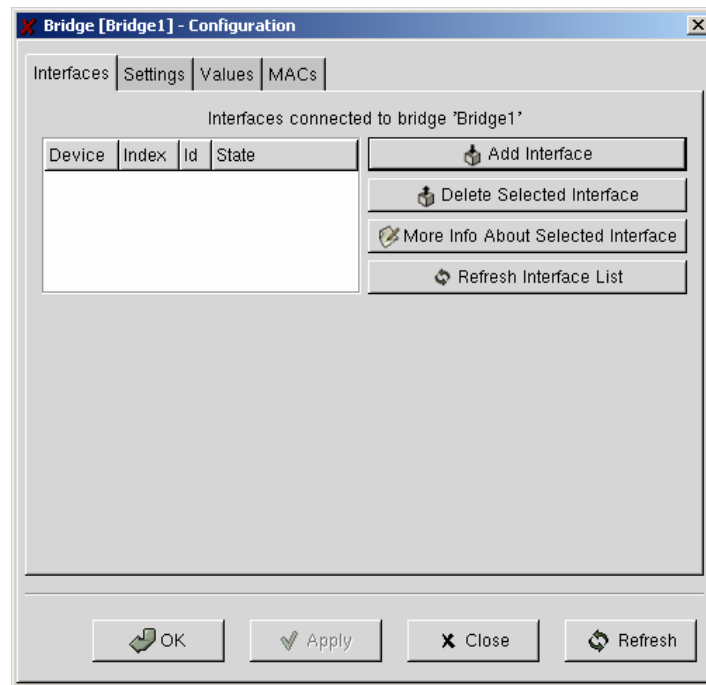 Bridge [Bridge1] - Configuration
Interfaces Settings Values MACs
Interfaces connected to bridge 'Bridge1'
Device Index Id State
Add Interface
Delete Selected Interface
More Info About Selected Interface
Refresh Interface List
OK Apply Close Refresh